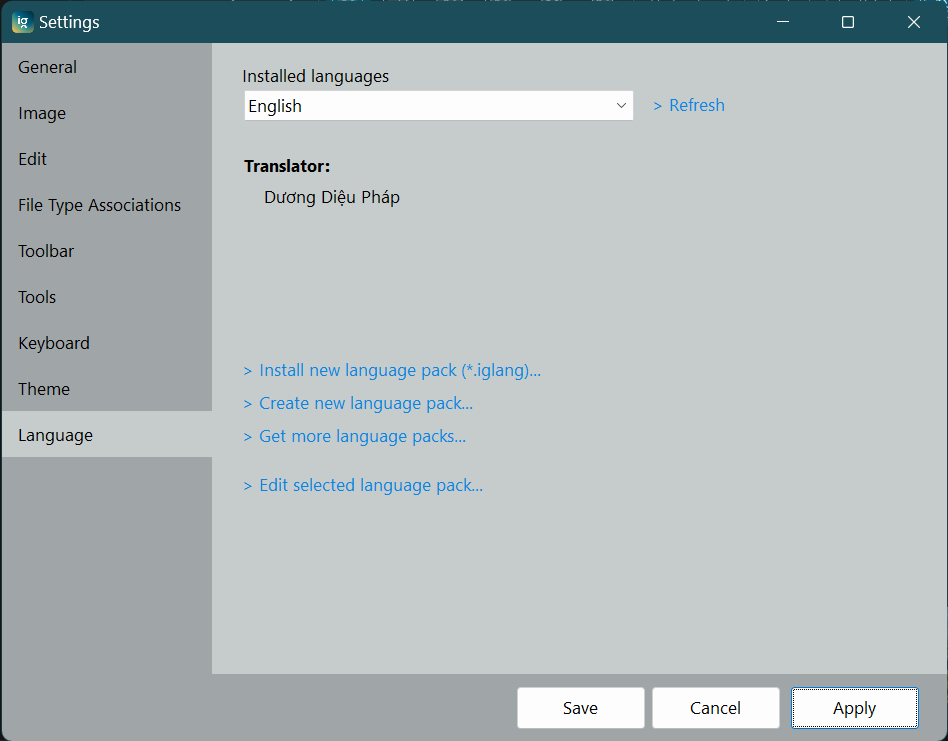 ig
Settings
General
Image
Edit
File Type Associations
Toolbar
Tools
Keyboard
Theme
Language
Installed languages
English
> Refresh
Translator:
Dương Diệu Pháp
> Install new language pack (*.iglang)...
> Create new language pack...
> Get more language packs...
> Edit selected language pack...
Save
Cancel
Apply